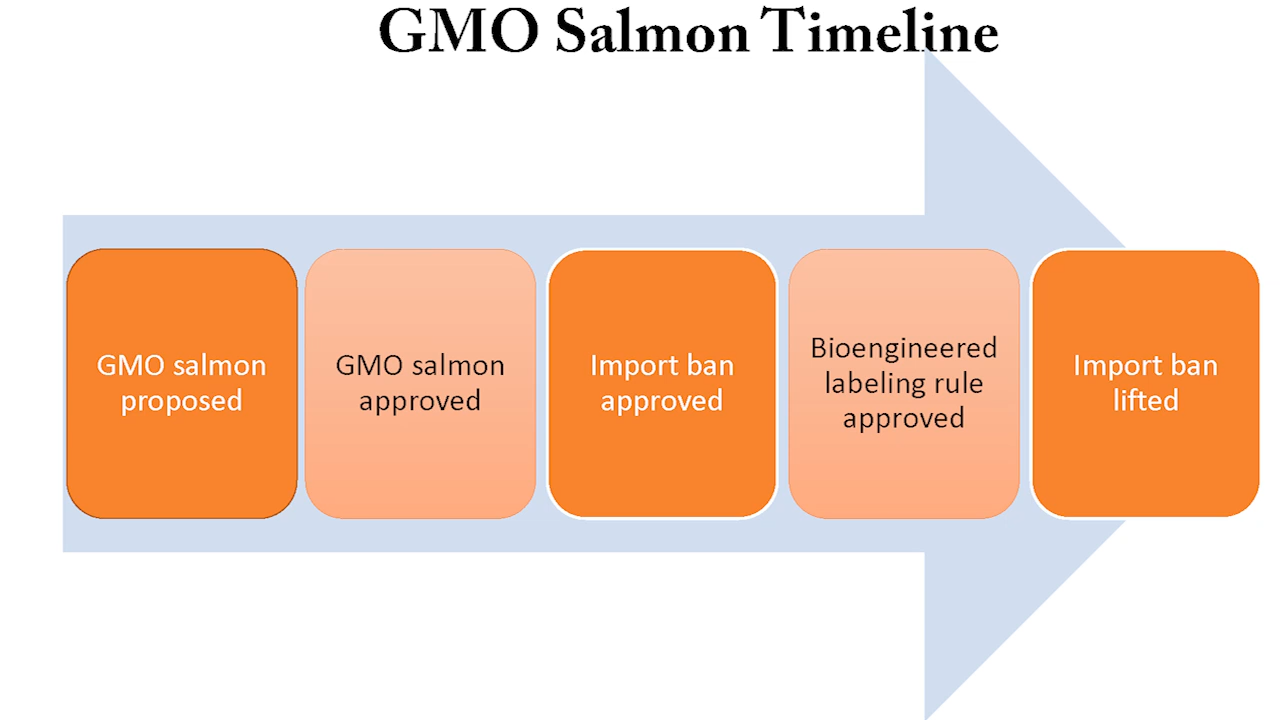 GMO Salmon Timeline
GMO salmon
proposed
GMO salmon
approved
Import ban
approved
Bioengineered
labeling rule
approved
Import ban
lifted